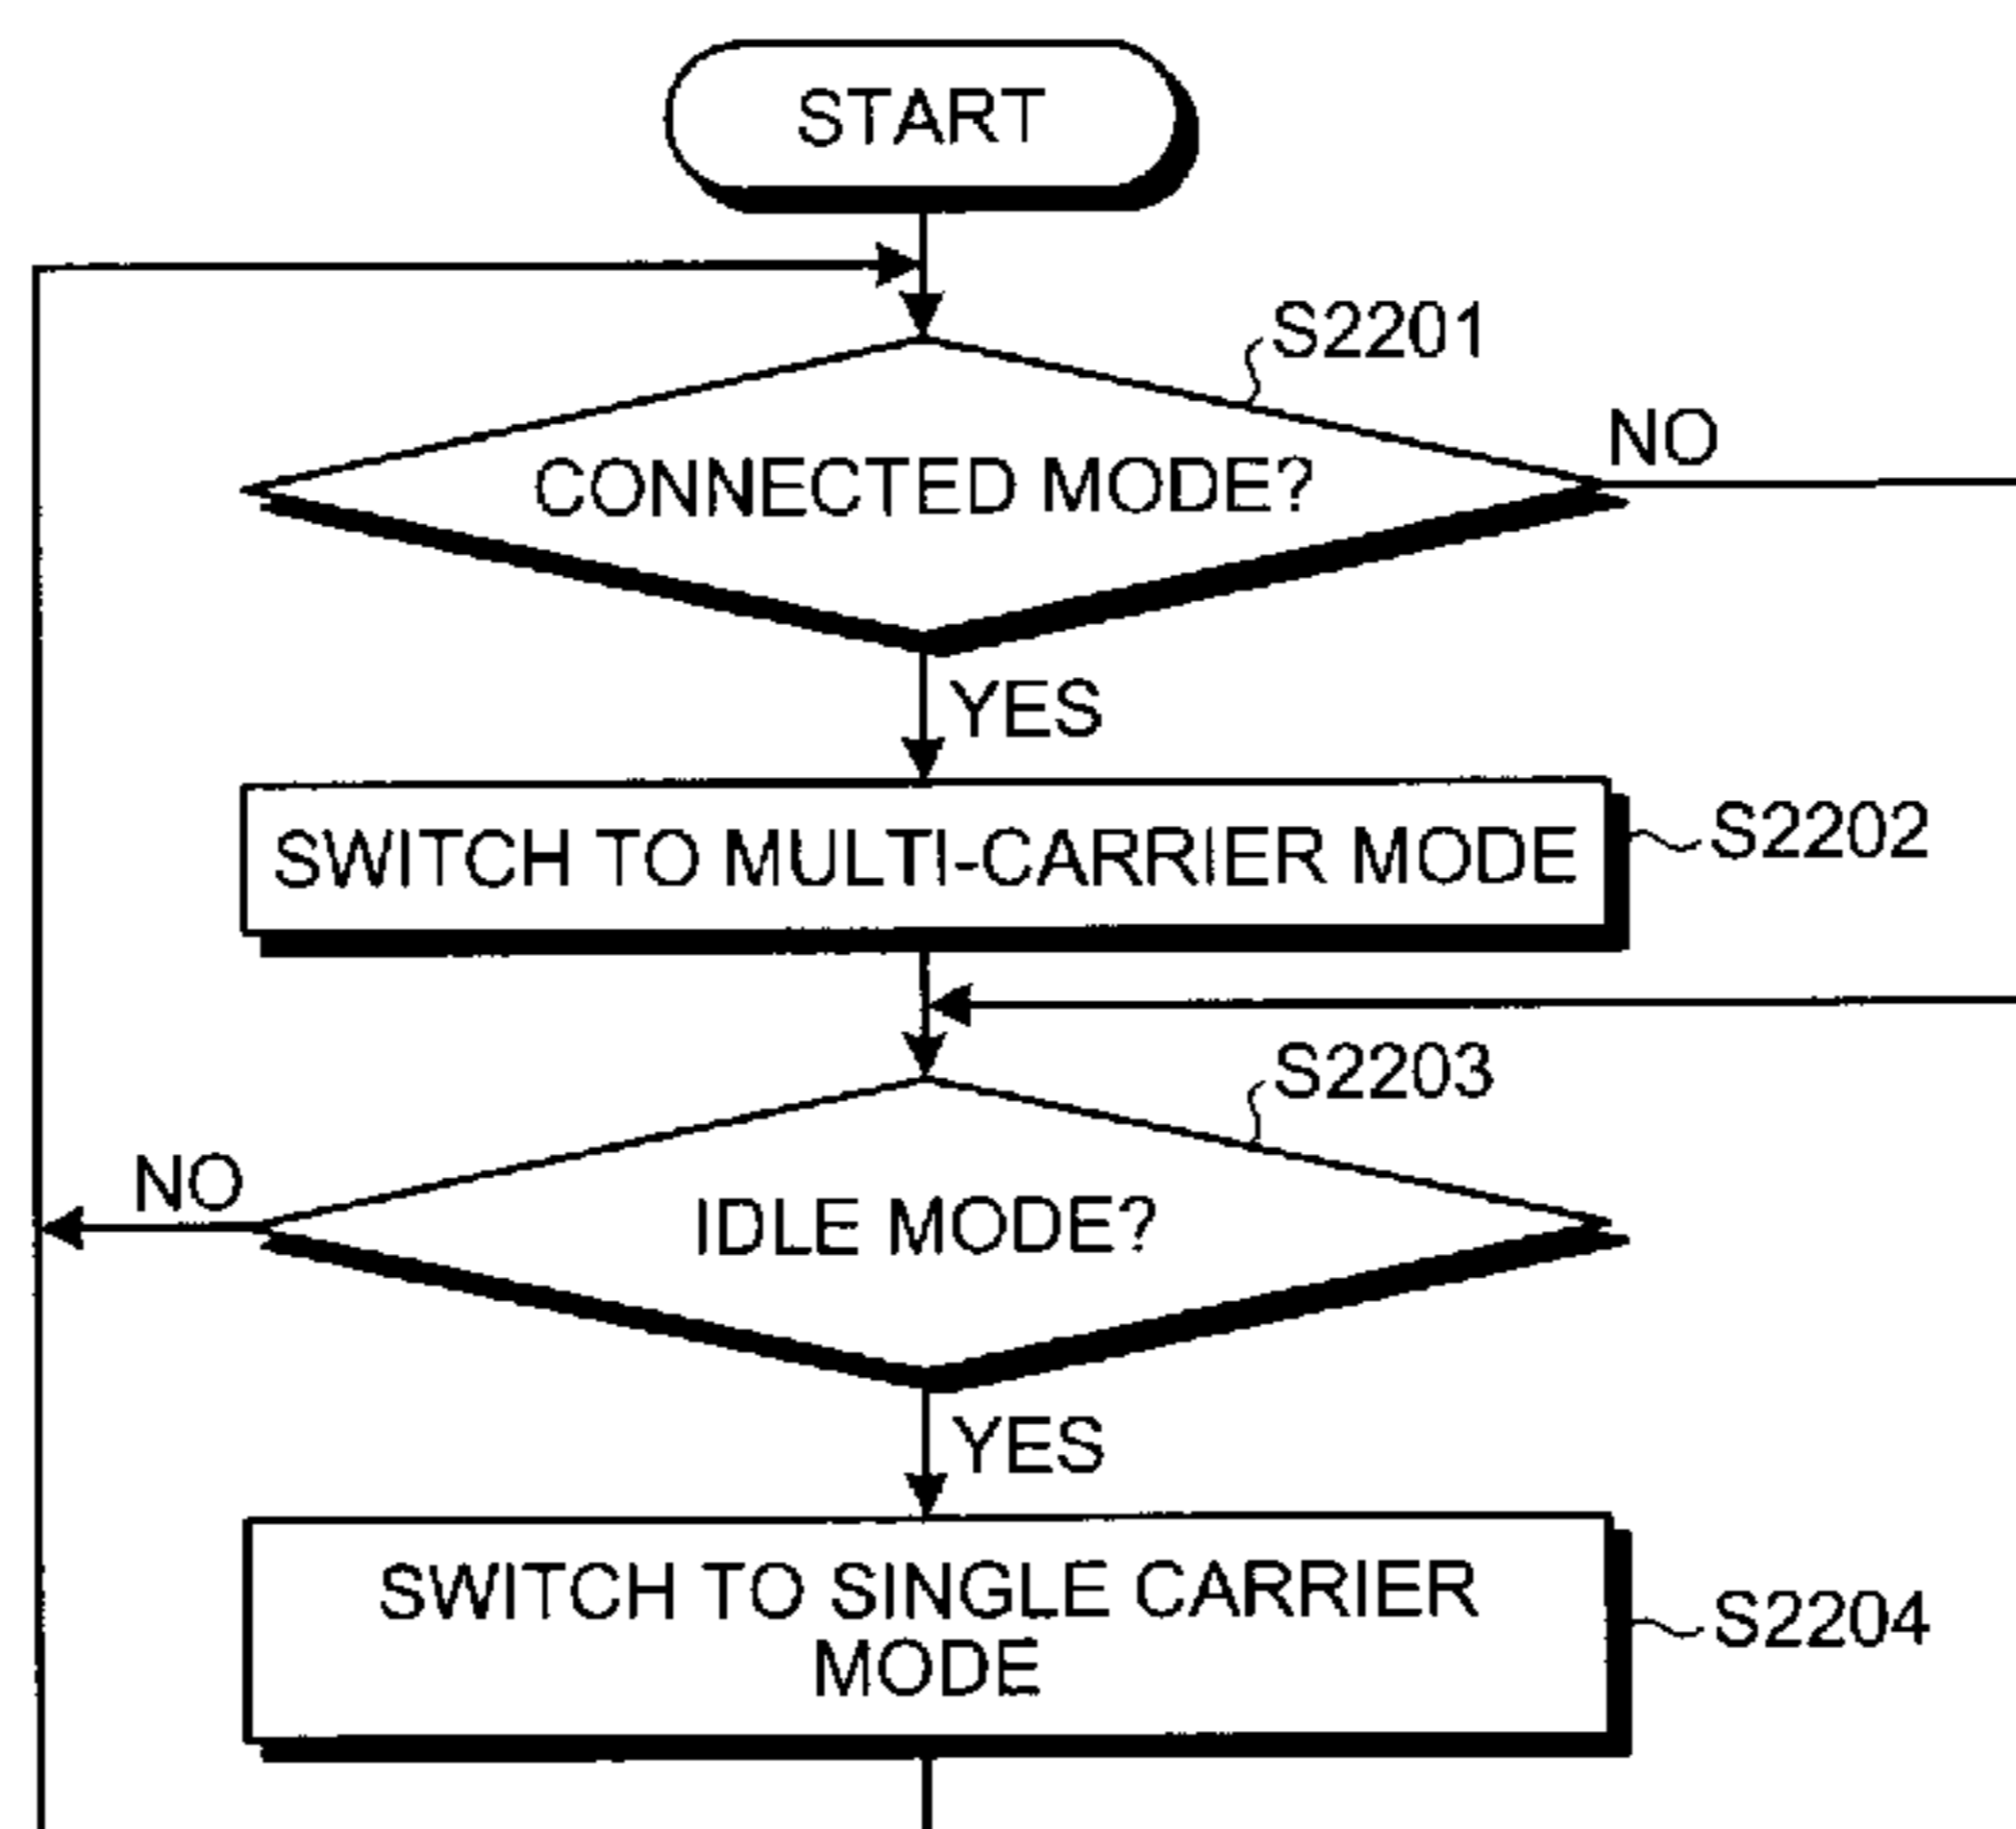 START
S2201
CONNECTED MODE?
NO
YES
SWITCH TO MULTI-CARRIER MODE
S2202
S2203
NO
IDLE MODE?
YES
SWITCH TO SINGLE CARRIER
MODE
S2204